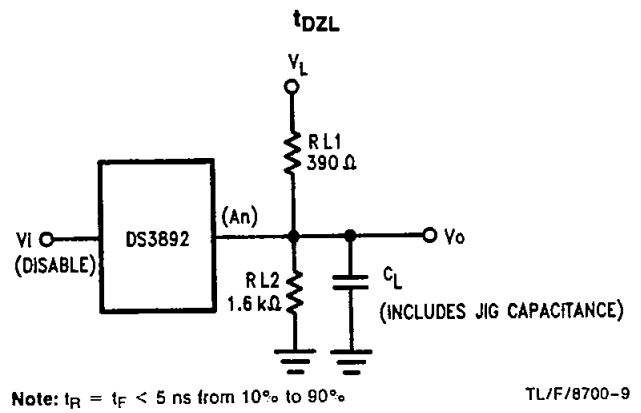 tDZL
VL
RL1
390 Ω
(An)
Vi
DS3892
Vo
(DISABLE)
RL2
1.6 kΩ
CL
(INCLUDES JIG CAPACITANCE)
Note: tR = tF < 5 ns from 10% to 90%
TL/F/8700-9